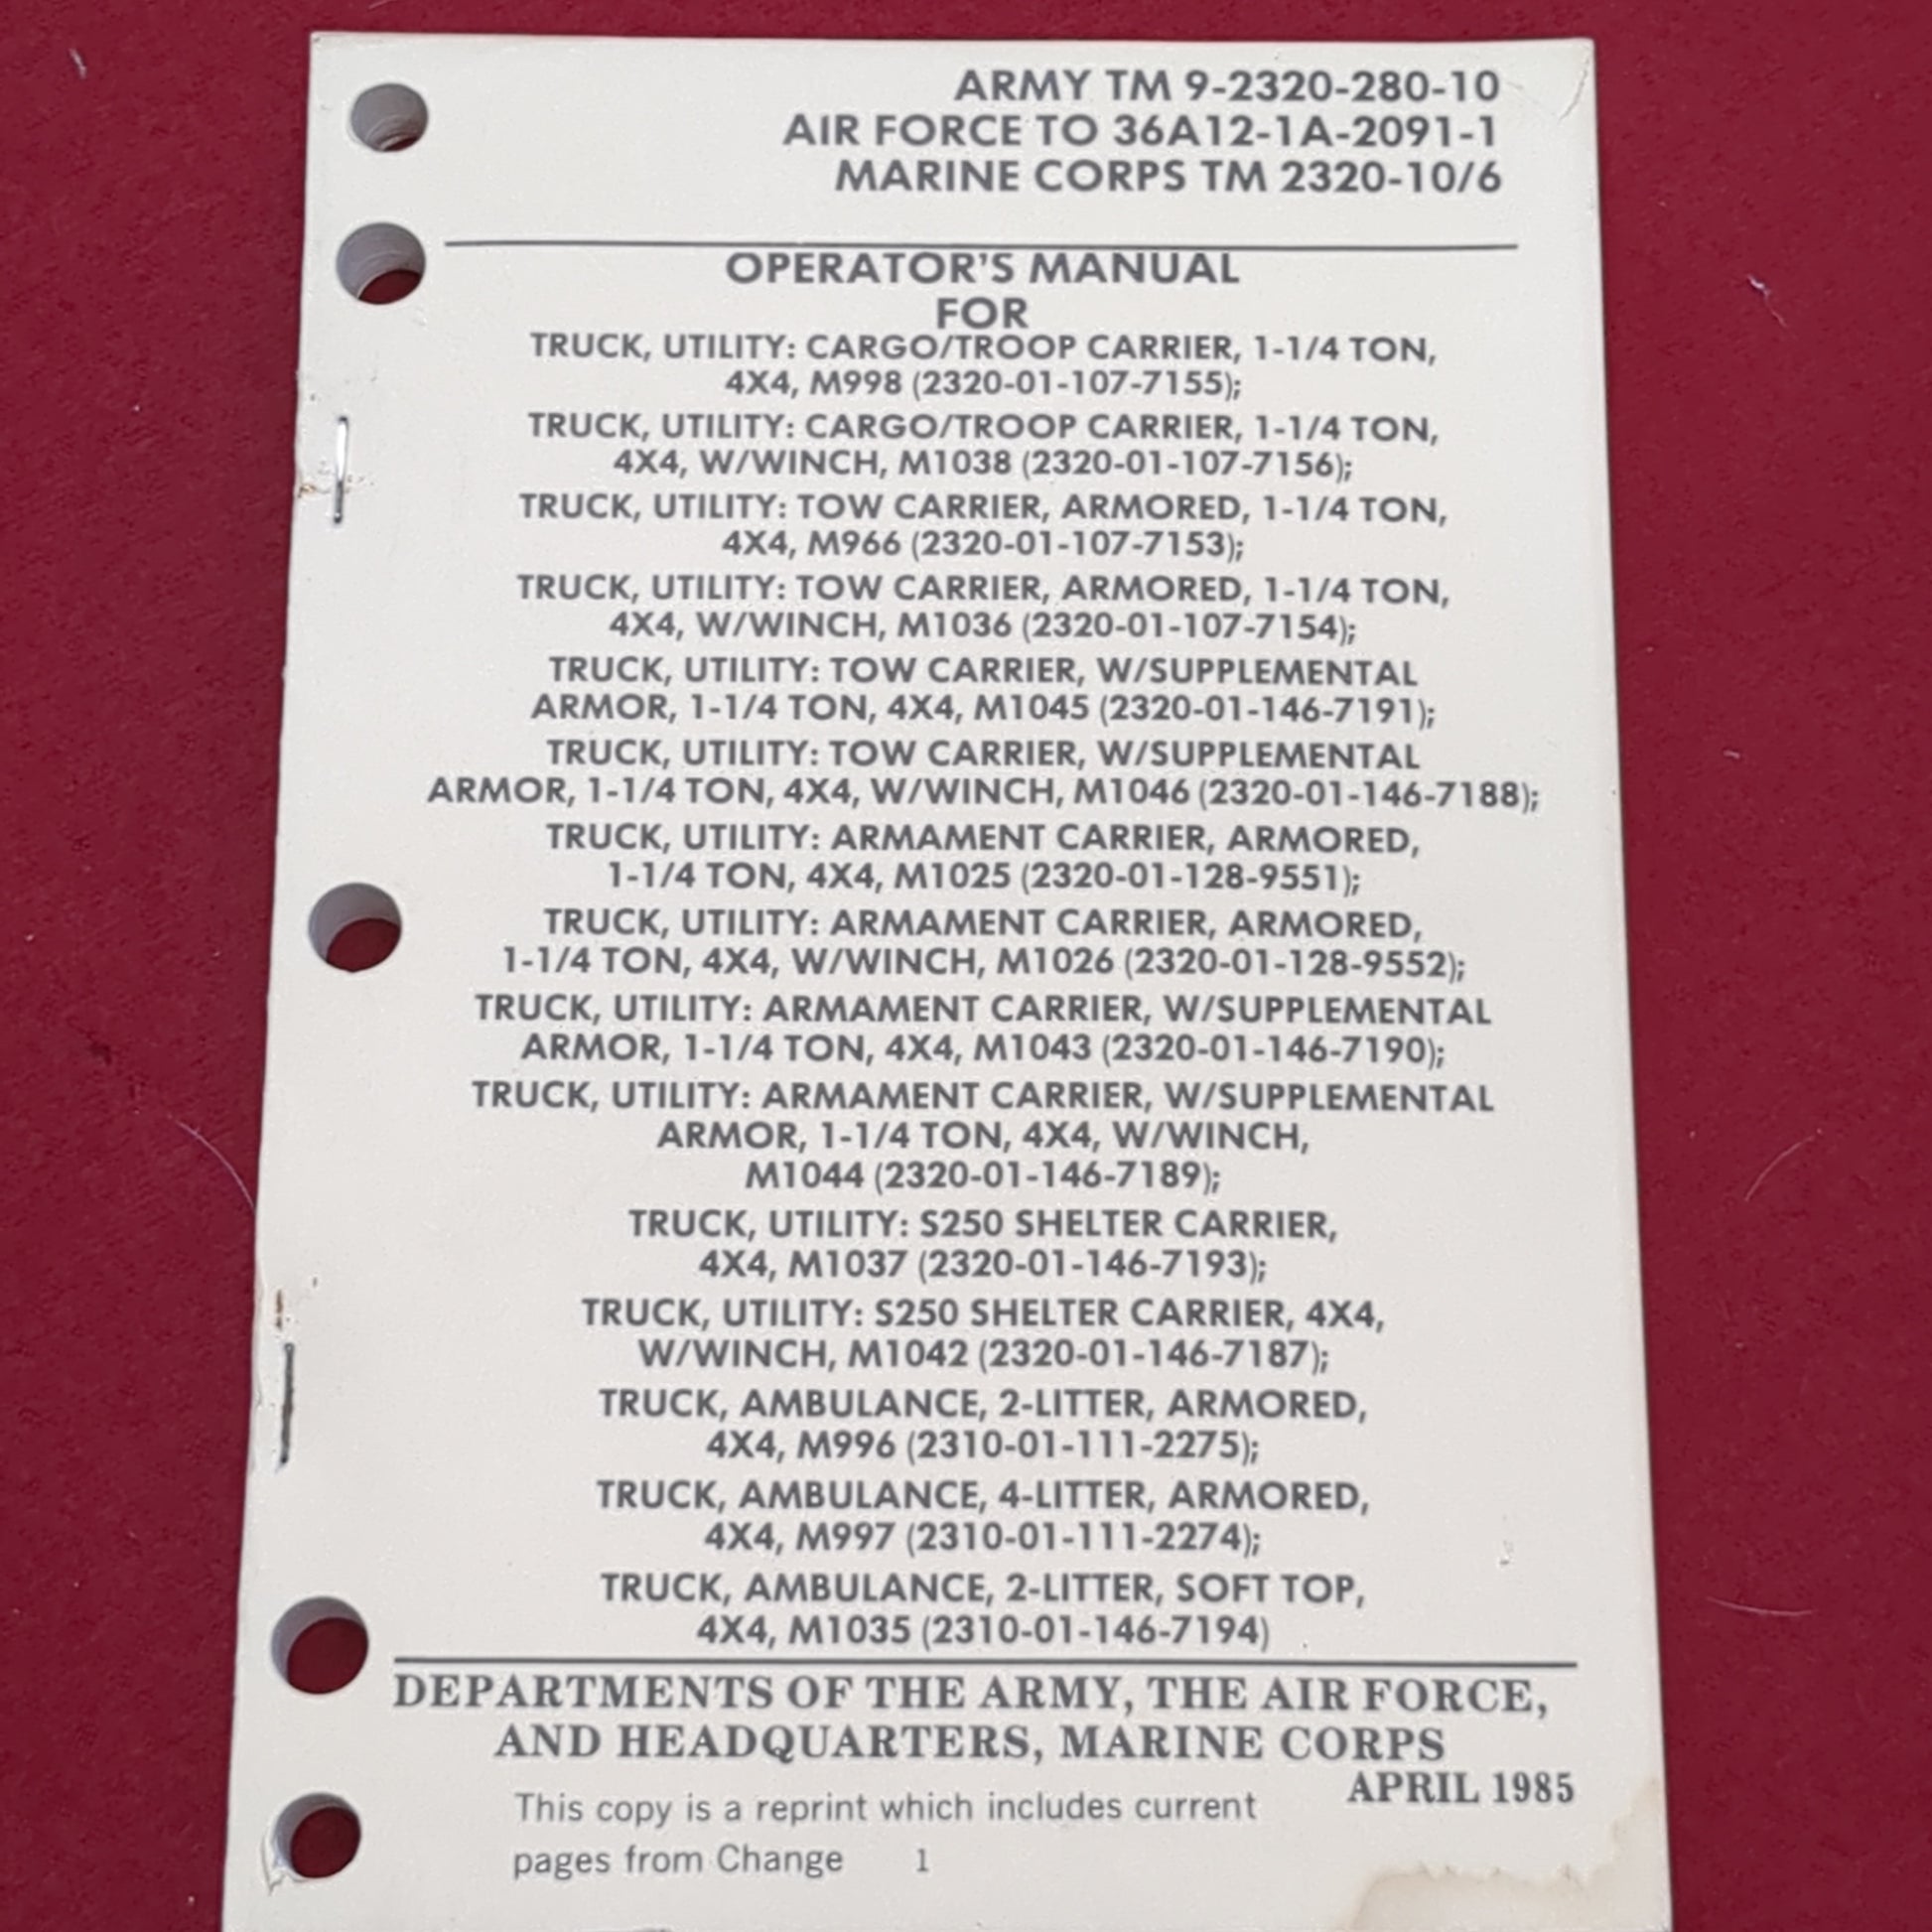 ARMY TM 9-2320-280-10
AIR FORCE TO 36A12-1A-2091-1
MARINE CORPS TM 2320-10/6
OPERATOR'S MANUAL
FOR
TRUCK, UTILITY: CARGO/TROOP CARRIER, 1-1/4 TON,
4X4, M998 (2320-01-107-7155);
TRUCK, UTILITY: CARGO/TROOP CARRIER, 1-1/4 TON,
4X4, W/WINCH, M1038 (2320-01-107-7156);
TRUCK, UTILITY: TOW CARRIER, ARMORED, 1-1/4 TON,
4X4, M966 (2320-01-107-7153);
TRUCK, UTILITY: TOW CARRIER, ARMORED, 1-1/4 TON,
4X4, W/WINCH, M1036 (2320-01-107-7154);
TRUCK, UTILITY: TOW CARRIER, W/SUPPLEMENTAL
ARMOR, 1-1/4 TON, 4X4, M1045 (2320-01-146-7191);
TRUCK, UTILITY: TOW CARRIER, W/SUPPLEMENTAL
ARMOR, 1-1/4 TON, 4X4, W/WINCH, M1046 (2320-01-146-7188);
TRUCK, UTILITY: ARMAMENT CARRIER, ARMORED,
1-1/4 TON, 4X4, M1025 (2320-01-128-9551);
TRUCK, UTILITY: ARMAMENT CARRIER, ARMORED,
1-1/4 TON, 4X4, W/WINCH, M1026 (2320-01-128-9552);
TRUCK, UTILITY: ARMAMENT CARRIER, W/SUPPLEMENTAL
ARMOR, 1-1/4 TON, 4X4, M1043 (2320-01-146-7190);
TRUCK, UTILITY: ARMAMENT CARRIER, W/SUPPLEMENTAL
ARMOR, 1-1/4 TON, 4X4, W/WINCH,
M1044 (2320-01-146-7189);
TRUCK, UTILITY: S250 SHELTER CARRIER,
4X4, M1037 (2320-01-146-7193);
TRUCK, UTILITY: S250 SHELTER CARRIER, 4X4,
W/WINCH, M1042 (2320-01-146-7187);
TRUCK, AMBULANCE, 2-LITTER, ARMORED,
4X4, M996 (2310-01-111-2275);
TRUCK, AMBULANCE, 4-LITTER, ARMORED,
4X4, M997 (2310-01-111-2274);
TRUCK, AMBULANCE, 2-LITTER, SOFT TOP,
4X4, M1035 (2310-01-146-7194)
DEPARTMENTS OF THE ARMY, THE AIR FORCE,
AND HEADQUARTERS, MARINE CORPS
APRIL 1985
This copy is a reprint which includes current
pages from Change 1